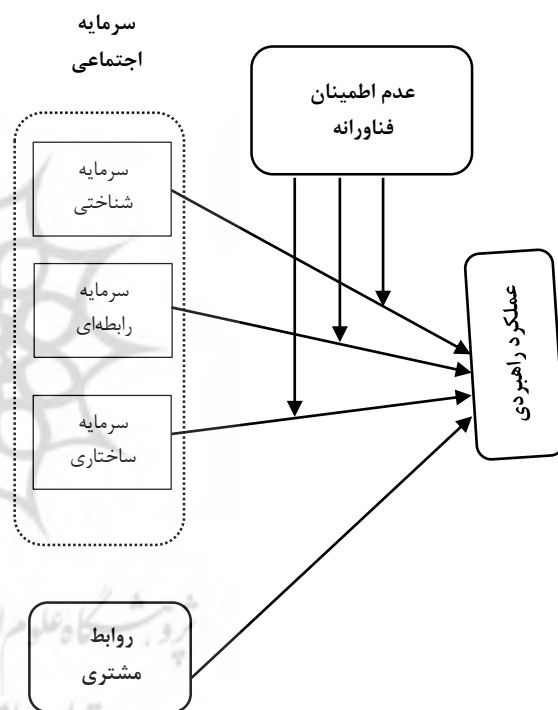 سرمایه
اجتماعی
عدم اطمینان
فناورانه
سرمایه
شناختی
سرمایه
رابطه‌ای
سرمایه
ساختاری
عملکرد راهبردی
روابط
مشتری